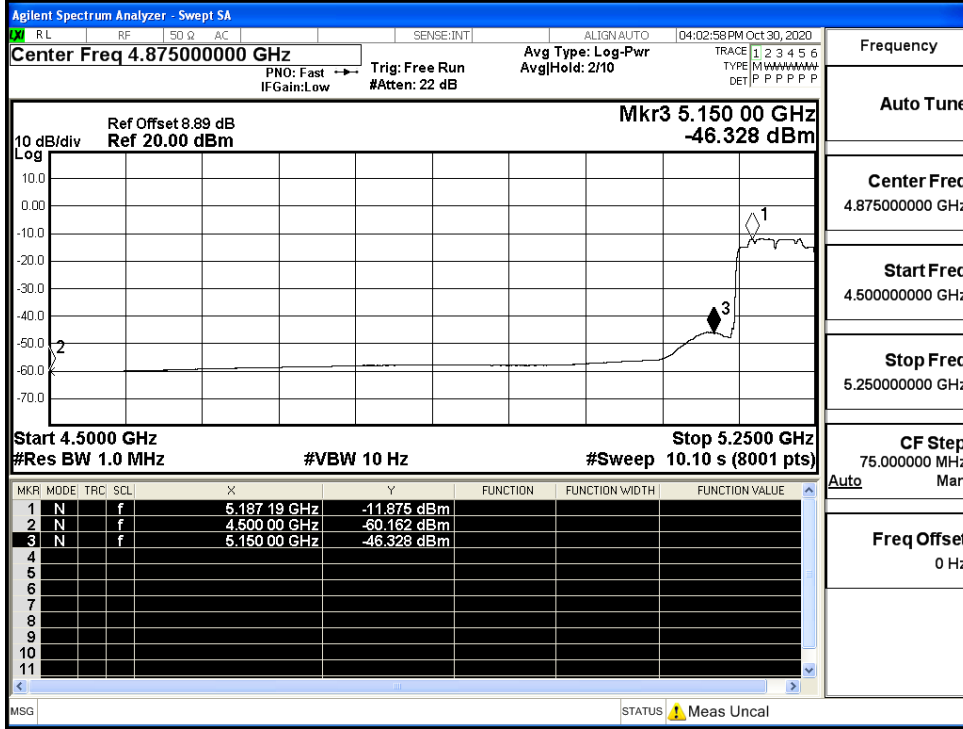 Agilent Spectrum Analyzer - Swept SA
LXI RL RF 50 Ω AC SENSE:INT ALIGN AUTO 04:02:58 PM Oct 30, 2020
Center Freq 4.875000000 GHz
PNO: Fast
IFGain:Low
Trig: Free Run
#Atten: 22 dB
Avg Type: Log-Pwr
Avg|Hold: 2/10
TRACE 1 2 3 4 5 6
TYPE M WWWWW
DET P P P P P P
Mkr3 5.150 00 GHz
-46.328 dBm
Ref Offset 8.89 dB
10 dB/div Ref 20.00 dBm
Log
10.0
0.00
-10.0
-20.0
-30.0
-40.0
-50.0
-60.0
-70.0
1
2
3
Start 4.5000 GHz Stop 5.2500 GHz
#Res BW 1.0 MHz #VBW 10 Hz #Sweep 10.10 s (8001 pts)
MKR MODE TRC SCL X Y FUNCTION FUNCTION WIDTH FUNCTION VALUE
1 N f 5.187 19 GHz -11.875 dBm
2 N f 4.500 00 GHz -60.162 dBm
3 N f 5.150 00 GHz -46.328 dBm
4
5
6
7
8
9
10
11
MSG STATUS Meas Uncal
Frequency
Auto Tune
Center Freq
4.875000000 GHz
Start Freq
4.500000000 GHz
Stop Freq
5.250000000 GHz
CF Step
75.000000 MHz
Auto Man
Freq Offset
0 Hz